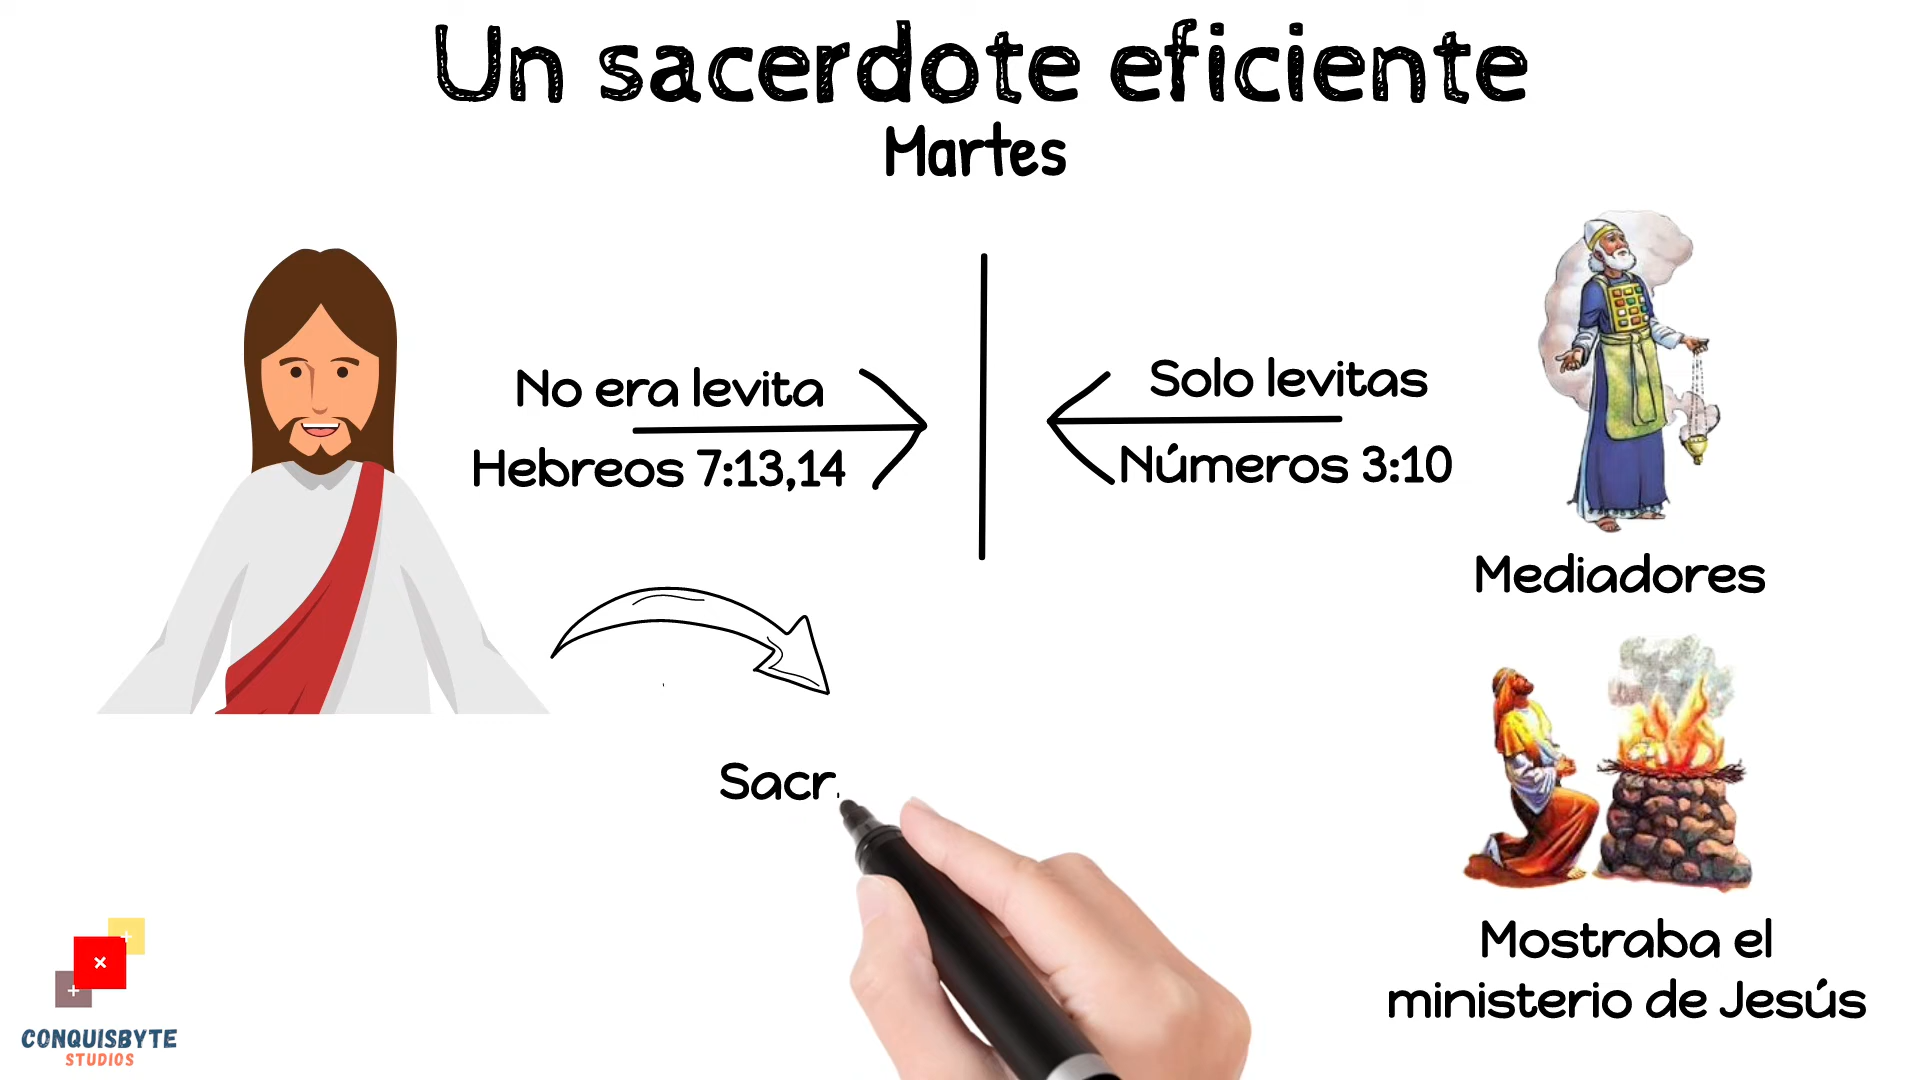 Un sacerdote eficiente
Martes
No era levita
Hebreos 7:13,14
Solo levitas
Números 3:10
Mediadores
Sacr
Mostraba el
ministerio de Jesús
CONQUISBYTE
STUDIOS